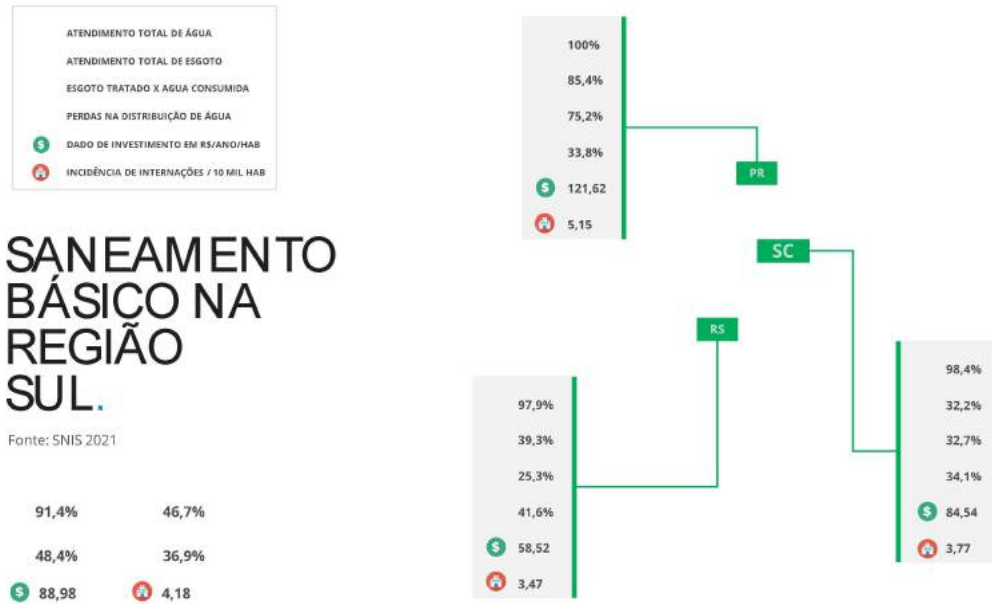 ATENDIMENTO TOTAL DE ÁGUA
ATENDIMENTO TOTAL DE ESGOTO
ESGOTO TRATADO X AGUA CONSUMIDA
PERDAS NA DISTRIBUIÇÃO DE ÁGUA
$ DADO DE INVESTIMENTO EM R$/ANO/HAB
INCIDÊNCIA DE INTERNAÇÕES / 10 MIL HAB
SANEAMENTO
BÁSICO NA
REGIÃO
SUL.
Fonte: SNIS 2021
91,4% 46,7%
48,4% 36,9%
$ 88,98 4,18
100%
85,4%
75,2%
33,8%
$ 121,62
5,15
PR
SC
RS
97,9%
39,3%
25,3%
41,6%
$ 58,52
3,47
98,4%
32,2%
32,7%
34,1%
$ 84,54
3,77